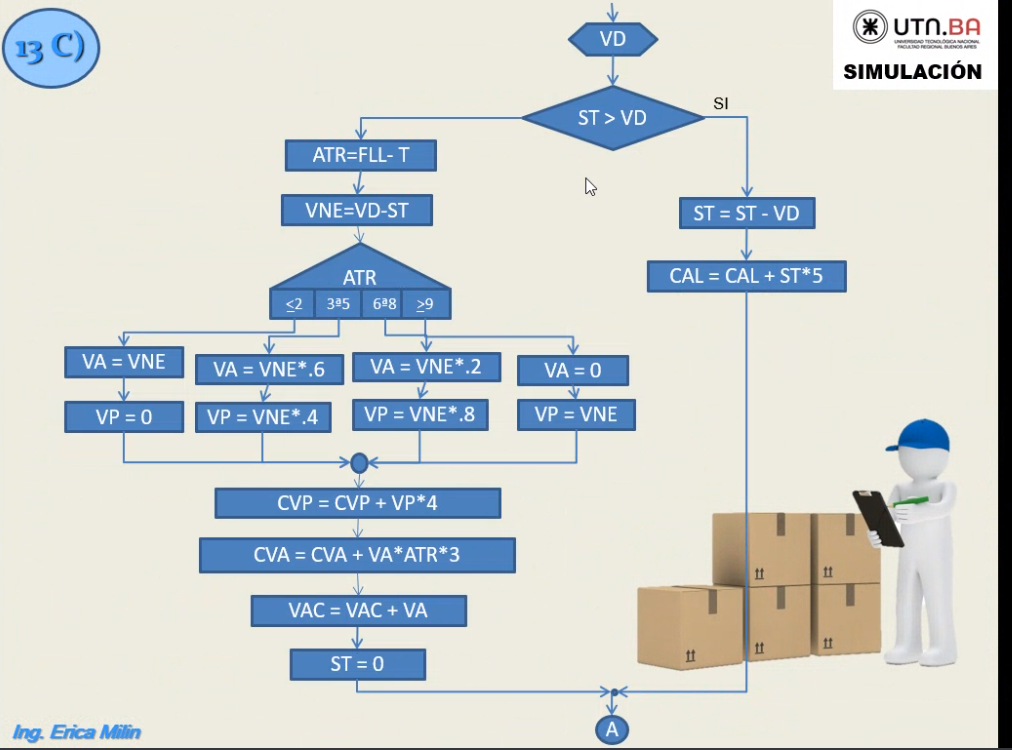 13 C)
VD
UTN.BA
UNIVERSIDAD TECNOLÓGICA NACIONAL
FACULTAD REGIONAL BUENOS AIRES
SIMULACIÓN
ST > VD
SI
ATR=FLL- T
VNE=VD-ST
ST = ST - VD
CAL = CAL + ST*5
ATR
≤2 3ª5 6ª8 ≥9
VA = VNE
VA = VNE*.6
VA = VNE*.2
VA = 0
VP = 0
VP = VNE*.4
VP = VNE*.8
VP = VNE
CVP = CVP + VP*4
CVA = CVA + VA*ATR*3
VAC = VAC + VA
ST = 0
A
Ing. Erica Milin